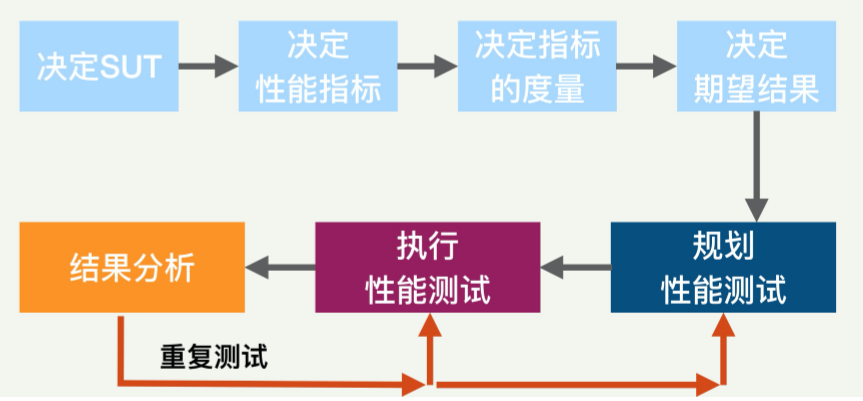 决定SUT
决定
性能指标
决定指标
的度量
决定
期望结果
规划
性能测试
执行
性能测试
结果分析
重复测试